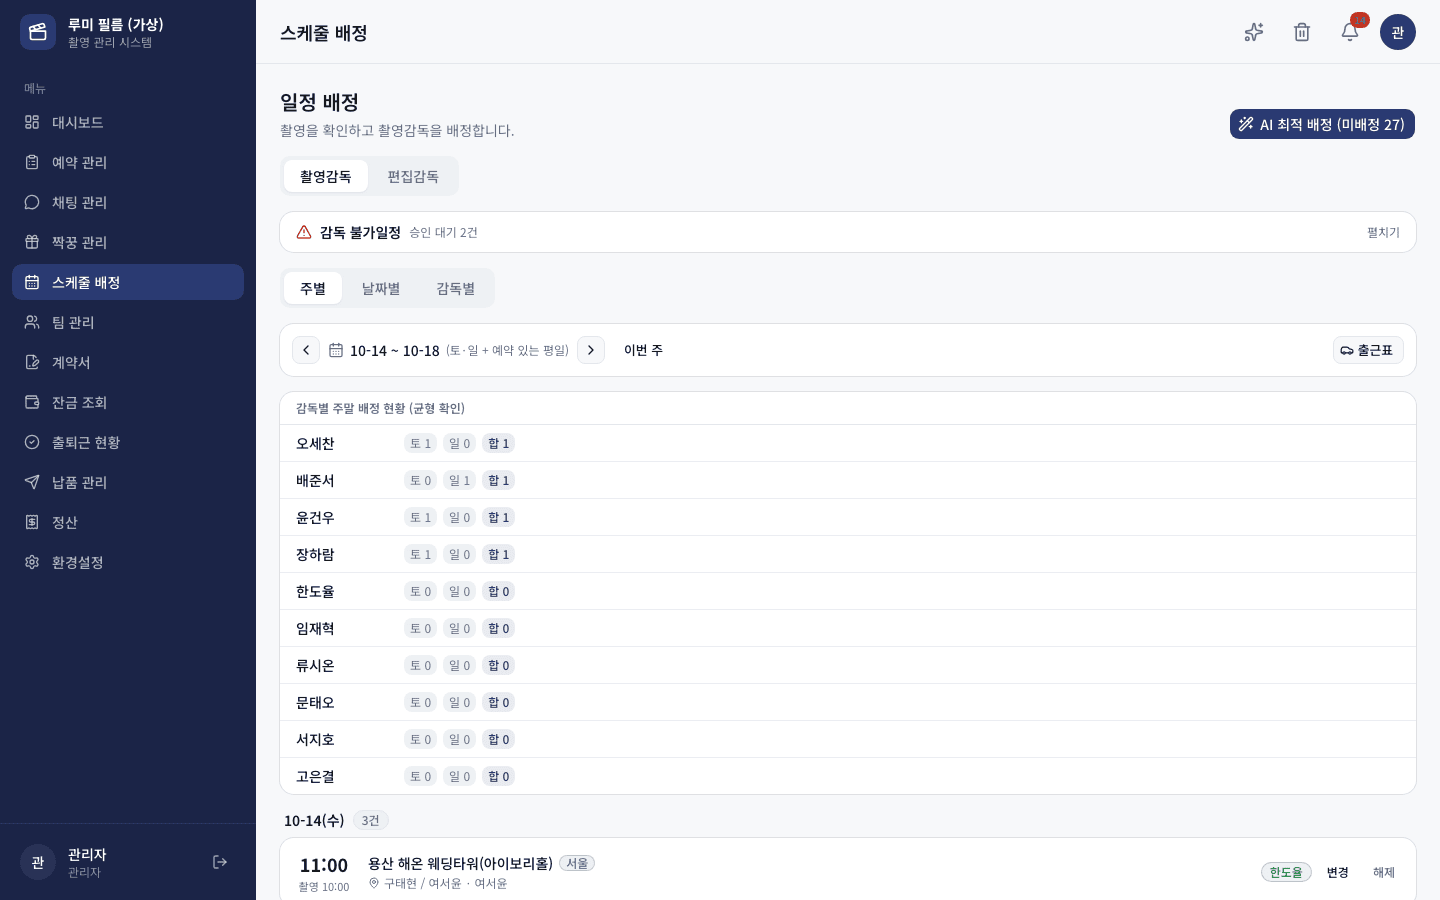 루미 필름 (가상)
촬영 관리 시스템
메뉴
대시보드
예약 관리
채팅 관리
짝꿍 관리
스케줄 배정
팀 관리
계약서
잔금 조회
출퇴근 현황
납품 관리
정산
환경설정
관
관리자
관리자
스케줄 배정
관
일정 배정
촬영을 확인하고 촬영감독을 배정합니다.
AI 최적 배정 (미배정 27)
촬영감독 편집감독
감독 불가일정 승인 대기 2건 펼치기
주별 날짜별 감독별
10-14 ~ 10-18 (토·일 + 예약 있는 평일) 이번 주 출근표
감독별 주말 배정 현황 (균형 확인)
오세찬 토 1 일 0 합 1
배준서 토 0 일 1 합 1
윤건우 토 1 일 0 합 1
장하람 토 1 일 0 합 1
한도율 토 0 일 0 합 0
임재혁 토 0 일 0 합 0
류시온 토 0 일 0 합 0
문태오 토 0 일 0 합 0
서지호 토 0 일 0 합 0
고은결 토 0 일 0 합 0
10-14(수) 3건
11:00 용산 해온 웨딩타워(아이보리홀) 서울 한도율 변경 해제
촬영 10:00 구태현 / 여서윤 · 여서윤